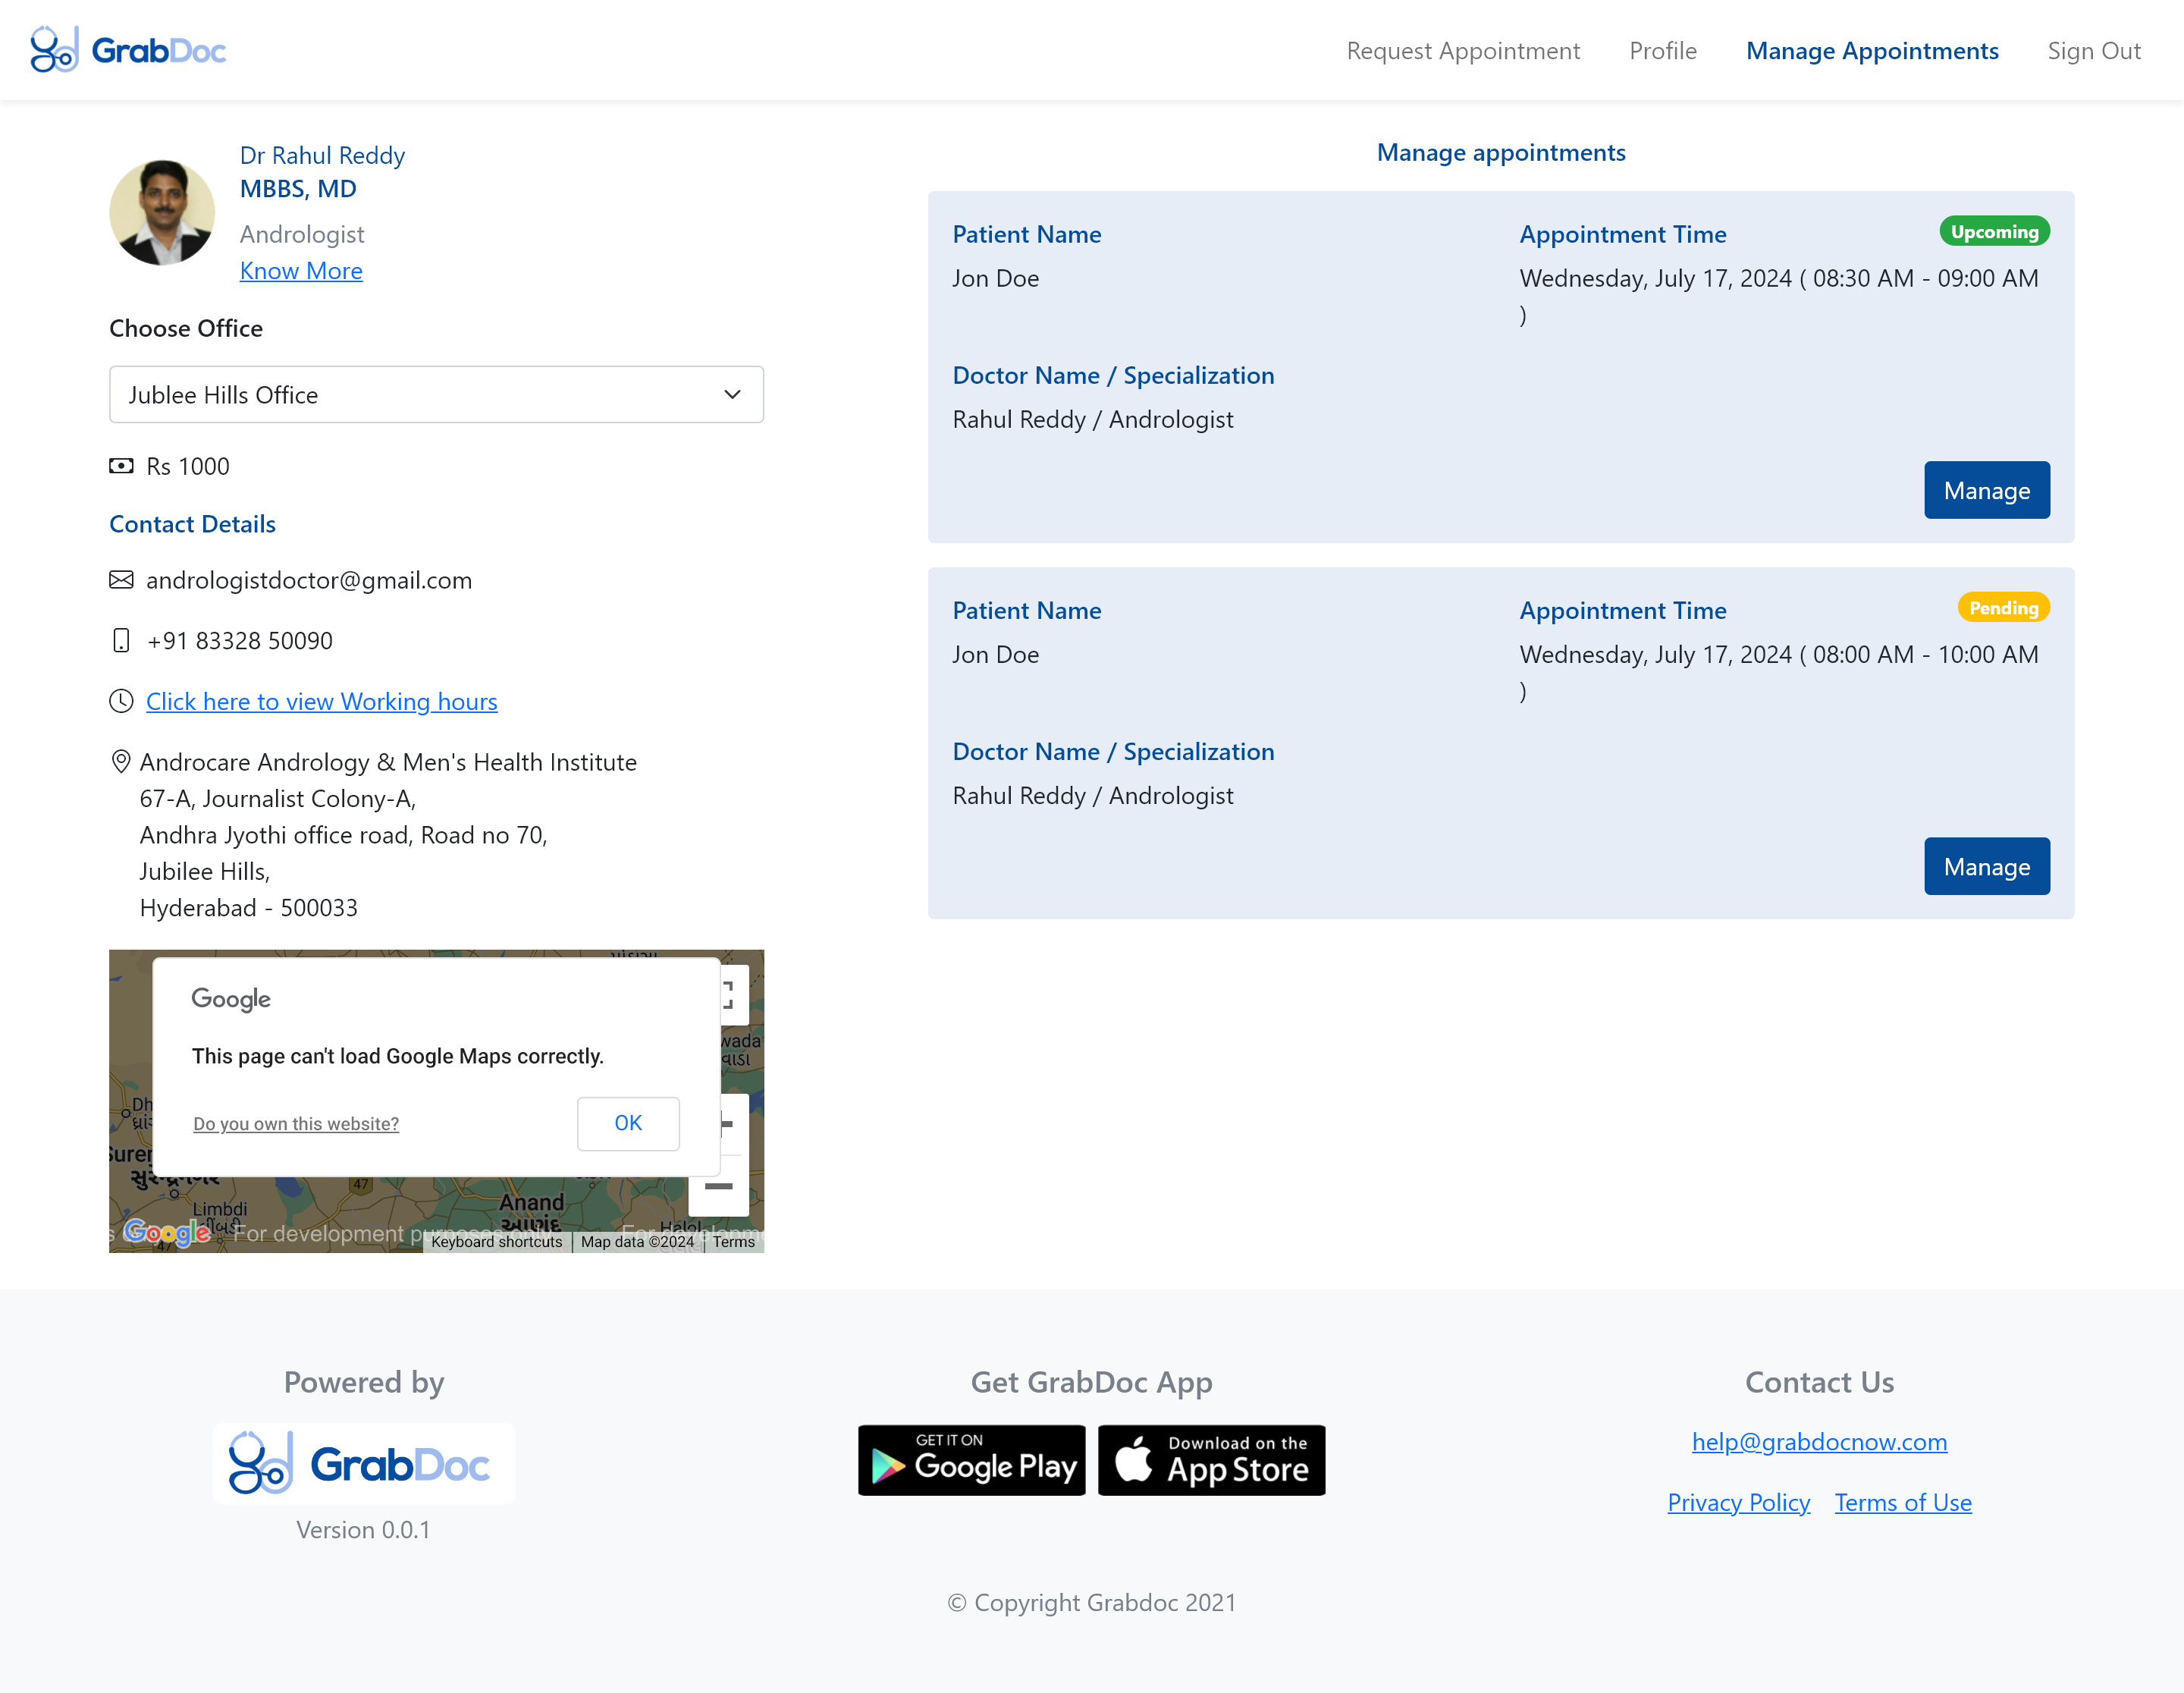 GrabDoc
Request Appointment
Profile
Manage Appointments
Sign Out
Dr Rahul Reddy
MBBS, MD
Andrologist
Know More
Choose Office
Jublee Hills Office
Rs 1000
Contact Details
andrologistdoctor@gmail.com
+91 83328 50090
Click here to view Working hours
Androcare Andrology & Men's Health Institute
67-A, Journalist Colony-A,
Andhra Jyothi office road, Road no 70,
Jubilee Hills,
Hyderabad - 500033
Google
This page can't load Google Maps correctly.
Do you own this website?
OK
Limbdi
47
Anand
આણંદ
Halol
Google
For development purposes only
Keyboard shortcuts
Map data ©2024
Terms
Manage appointments
Patient Name
Appointment Time
Upcoming
Jon Doe
Wednesday, July 17, 2024 ( 08:30 AM - 09:00 AM
)
Doctor Name / Specialization
Rahul Reddy / Andrologist
Manage
Patient Name
Appointment Time
Pending
Jon Doe
Wednesday, July 17, 2024 ( 08:00 AM - 10:00 AM
)
Doctor Name / Specialization
Rahul Reddy / Andrologist
Manage
Powered by
GrabDoc
Version 0.0.1
Get GrabDoc App
GET IT ON
Google Play
Download on the
App Store
Contact Us
help@grabdocnow.com
Privacy Policy
Terms of Use
© Copyright Grabdoc 2021